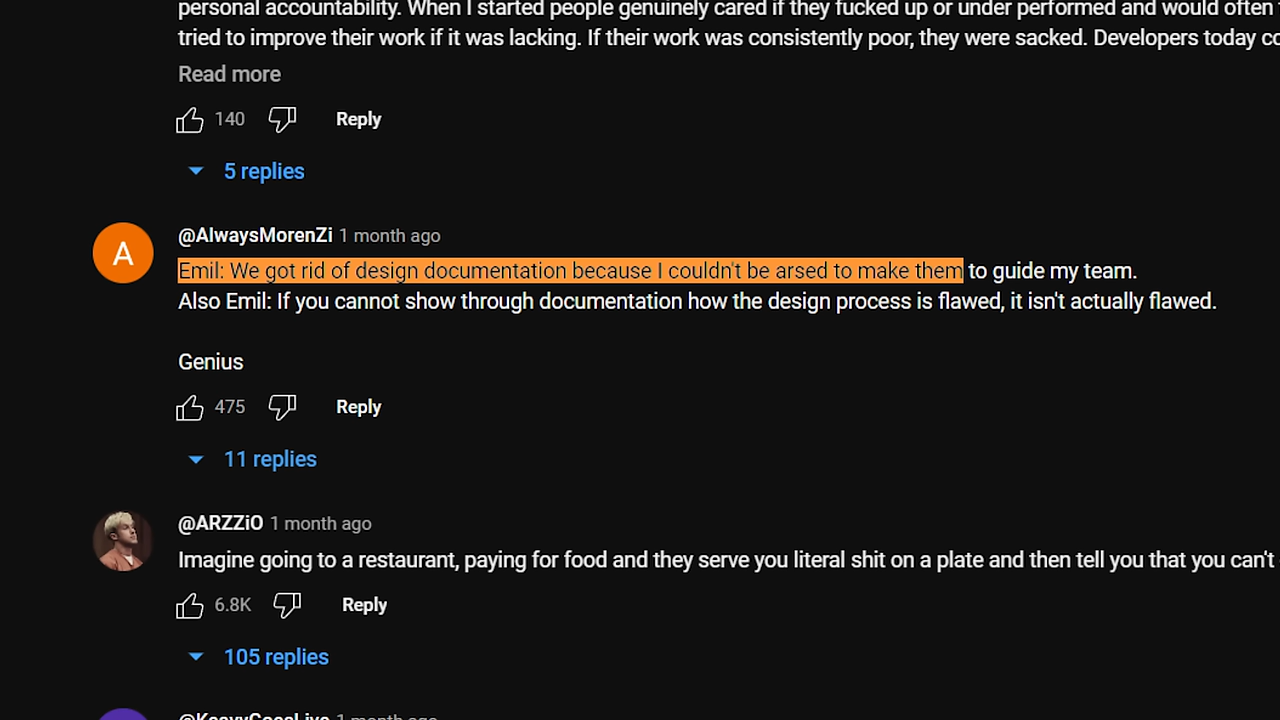 personal accountability. When I started people genuinely cared if they fucked up or under performed and would often
tried to improve their work if it was lacking. If their work was consistently poor, they were sacked. Developers today
Read more
140
Reply
5 replies
A
@AlwaysMorenZi 1 month ago
Emil: We got rid of design documentation because I couldn't be arsed to make them to guide my team.
Also Emil: If you cannot show through documentation how the design process is flawed, it isn't actually flawed.
Genius
475
Reply
11 replies
@ARZZiO 1 month ago
Imagine going to a restaurant, paying for food and they serve you literal shit on a plate and then tell you that you can't
6.8K
Reply
105 replies
1 month ago